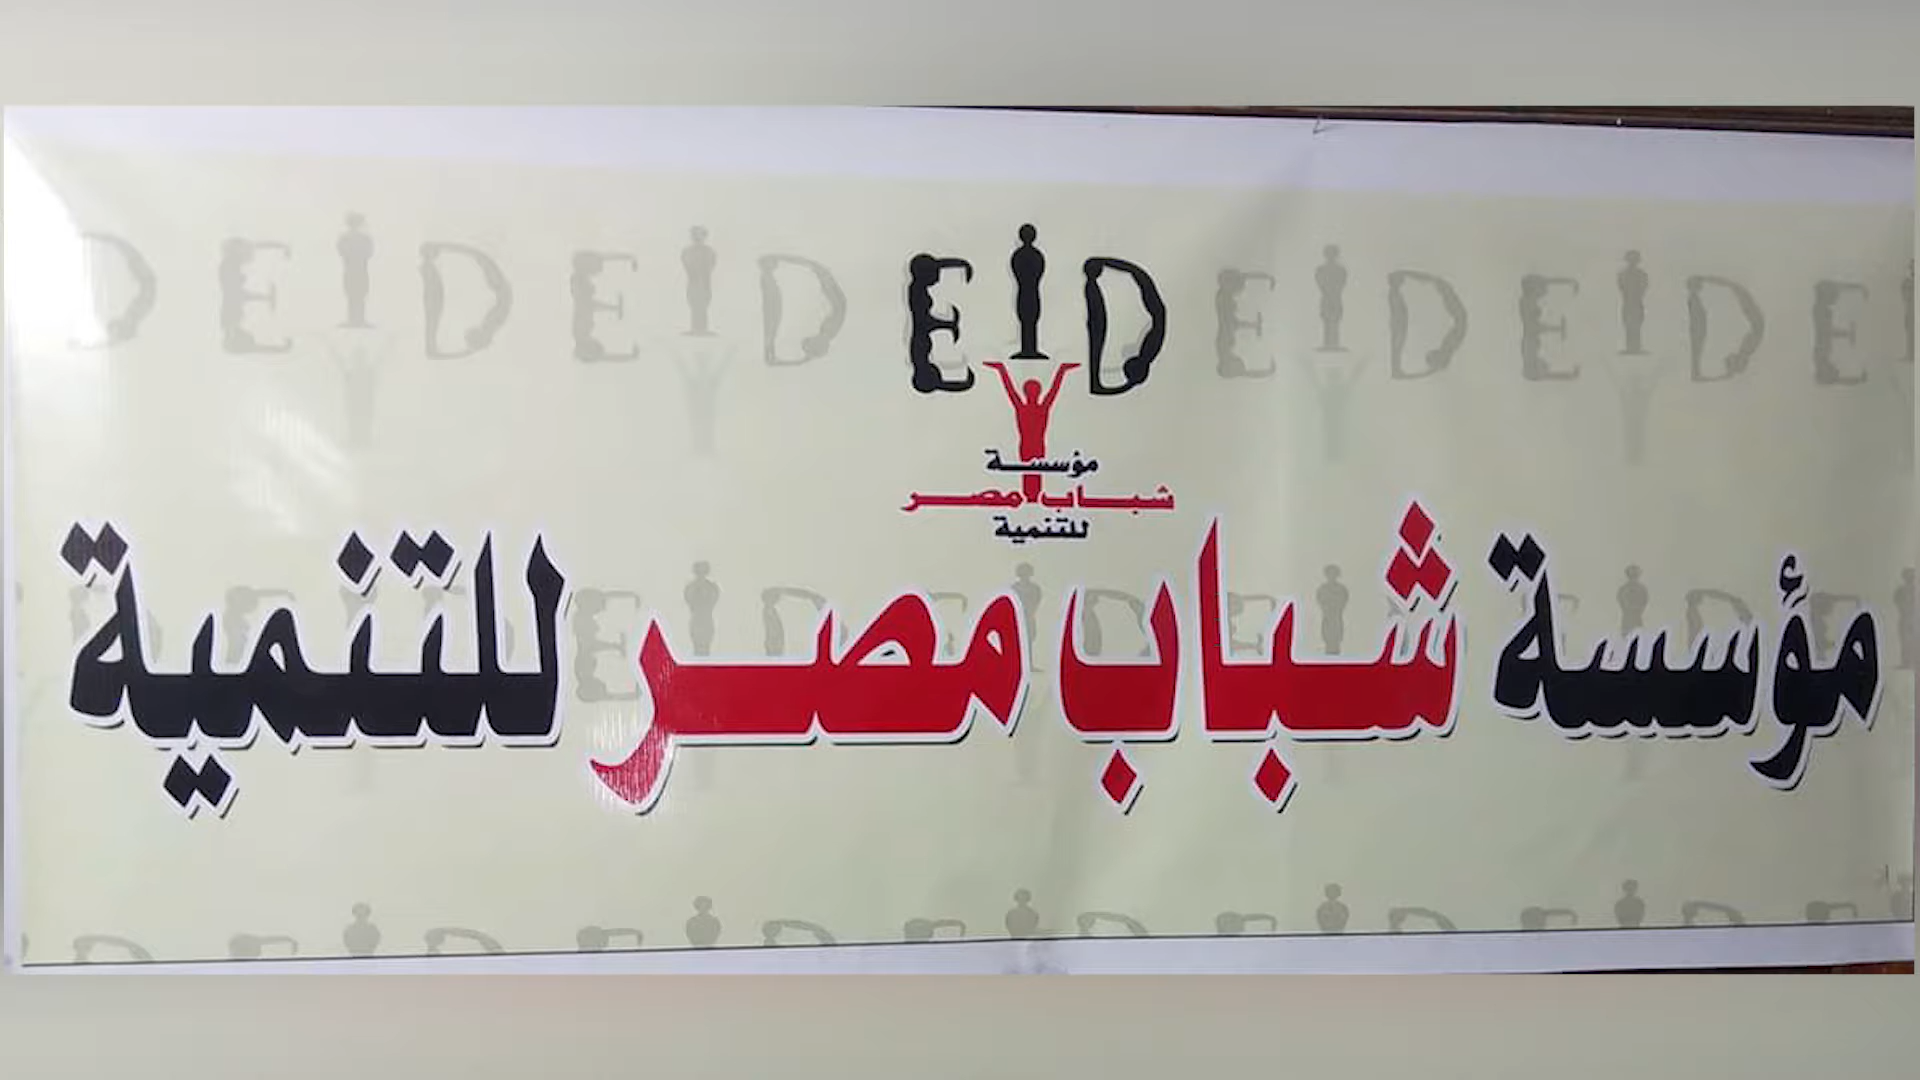 EID
مؤسسة
شباب مصر
للتنمية
مؤسسة شباب مصر للتنمية